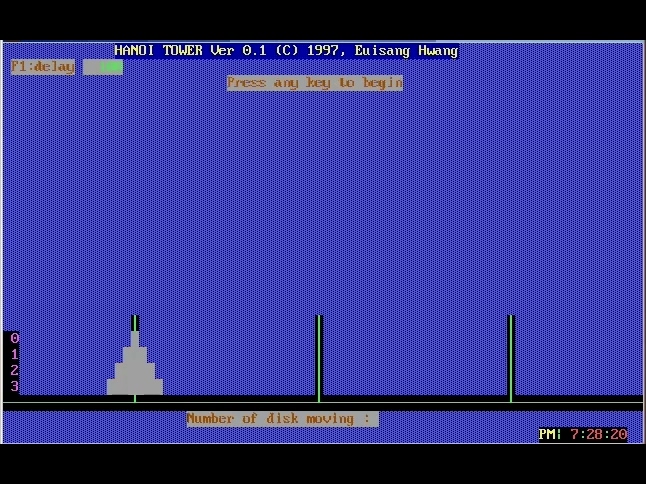 HANOI TOWER Ver 0.1 (C) 1997, Euisang Hwang
F1:delay
Press any key to begin
0
1
2
3
Number of disk moving :
PM| 7:28:20